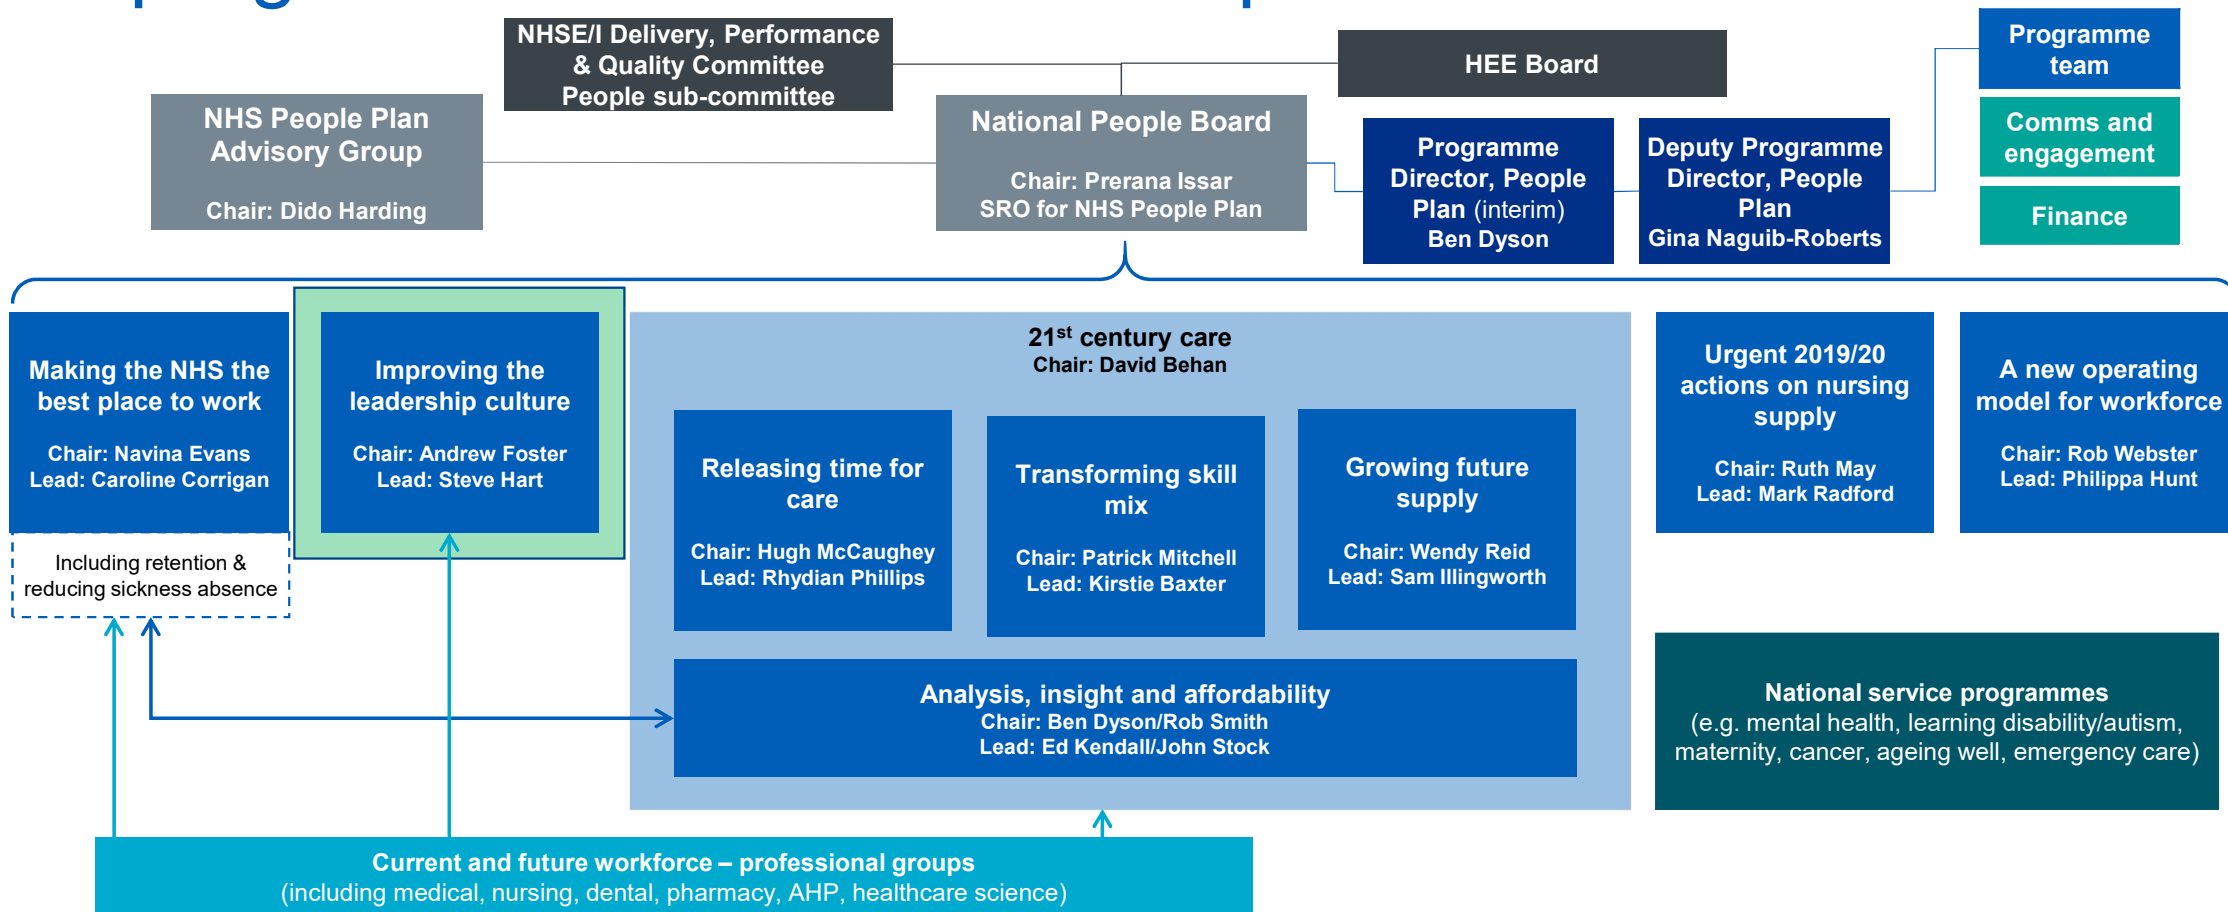 NHSE/I Delivery, Performance
& Quality Committee
People sub-committee
HEE Board
Programme
team
Comms and
engagement
Finance
NHS People Plan
Advisory Group
Chair: Dido Harding
National People Board
Chair: Prerana Issar
SRO for NHS People Plan
Programme
Director, People
Plan (interim)
Ben Dyson
Deputy Programme
Director, People
Plan
Gina Naguib-Roberts
Making the NHS the
best place to work
Chair: Navina Evans
Lead: Caroline Corrigan
Including retention &
reducing sickness absence
Improving the
leadership culture
Chair: Andrew Foster
Lead: Steve Hart
21st century care
Chair: David Behan
Releasing time for
care
Chair: Hugh McCaughey
Lead: Rhydian Phillips
Transforming skill
mix
Chair: Patrick Mitchell
Lead: Kirstie Baxter
Growing future
supply
Chair: Wendy Reid
Lead: Sam Illingworth
Analysis, insight and affordability
Chair: Ben Dyson/Rob Smith
Lead: Ed Kendall/John Stock
Urgent 2019/20
actions on nursing
supply
Chair: Ruth May
Lead: Mark Radford
A new operating
model for workforce
Chair: Rob Webster
Lead: Philippa Hunt
National service programmes
(e.g. mental health, learning disability/autism,
maternity, cancer, ageing well, emergency care)
Current and future workforce – professional groups
(including medical, nursing, dental, pharmacy, AHP, healthcare science)